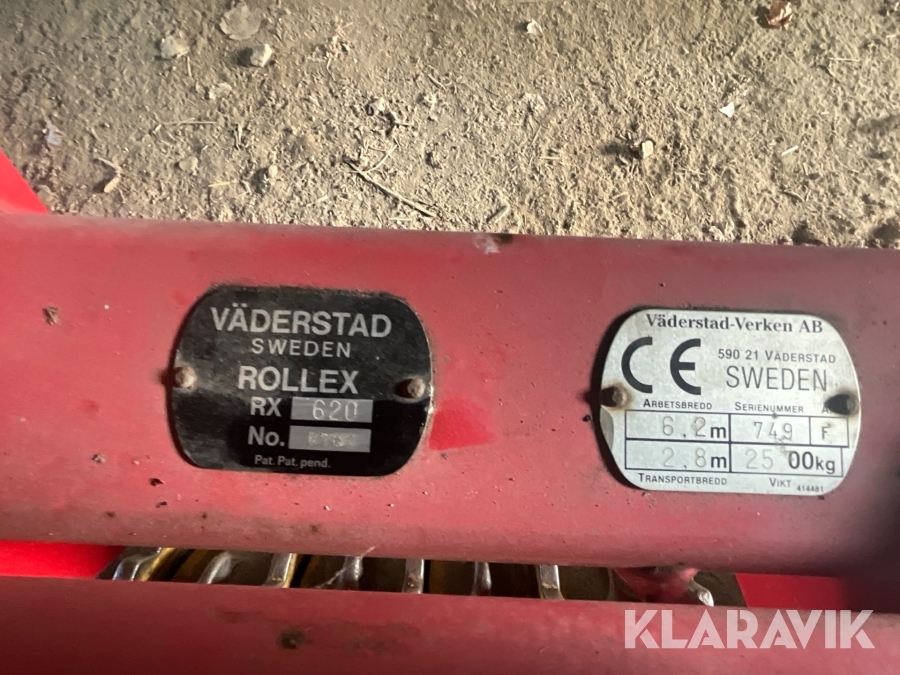 VÄDERSTAD
SWEDEN
ROLLEX
RX 620
No.
Pat. Pat. pend.
Väderstad-Verken AB
CE
590 21 VÄDERSTAD
SWEDEN
ARBETSBREDD SERIENUMMER
6.2m 749 F
2.8m 2500kg
TRANSPORTBREDD VIKT 414481
KLARAVIK